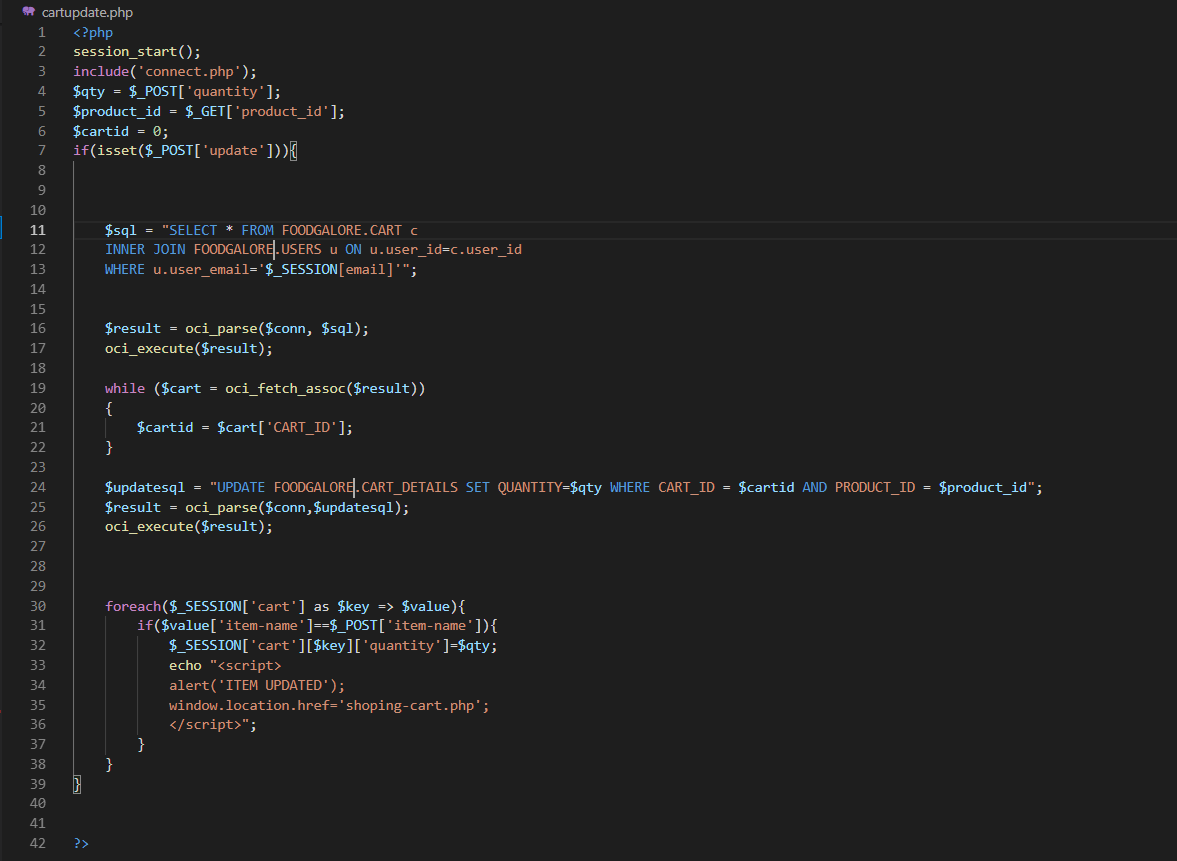 cartupdate.php
1 <?php
2 session_start();
3 include('connect.php');
4 $qty = $_POST['quantity'];
5 $product_id = $_GET['product_id'];
6 $cartid = 0;
7 if(isset($_POST['update'])){
8
9
10
11 $sql = "SELECT * FROM FOODGALORE.CART c
12 INNER JOIN FOODGALORE.USERS u ON u.user_id=c.user_id
13 WHERE u.user_email='$_SESSION[email]'";
14
15
16 $result = oci_parse($conn, $sql);
17 oci_execute($result);
18
19 while ($cart = oci_fetch_assoc($result))
20 {
21 $cartid = $cart['CART_ID'];
22 }
23
24 $updatesql = "UPDATE FOODGALORE.CART_DETAILS SET QUANTITY=$qty WHERE CART_ID = $cartid AND PRODUCT_ID = $product_id";
25 $result = oci_parse($conn,$updatesql);
26 oci_execute($result);
27
28
29
30 foreach($_SESSION['cart'] as $key => $value){
31 if($value['item-name']==$_POST['item-name']){
32 $_SESSION['cart'][$key]['quantity']=$qty;
33 echo "<script>
34 alert('ITEM UPDATED');
35 window.location.href='shoping-cart.php';
36 </script>";
37 }
38 }
39 }
40
41
42 ?>